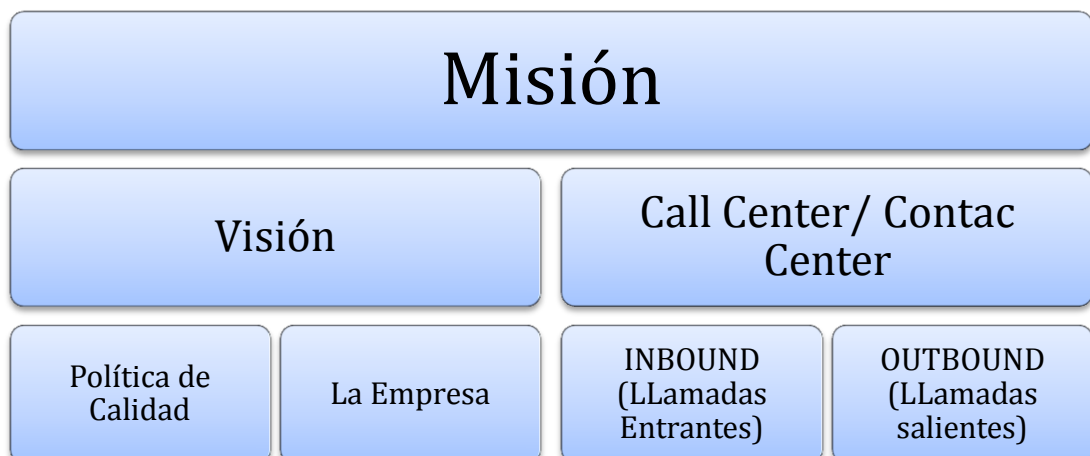 Misión
Visión
Call Center/ Contac
Center
Política de
Calidad
La Empresa
INBOUND
(LLamadas
Entrantes)
OUTBOUND
(LLamadas
salientes)